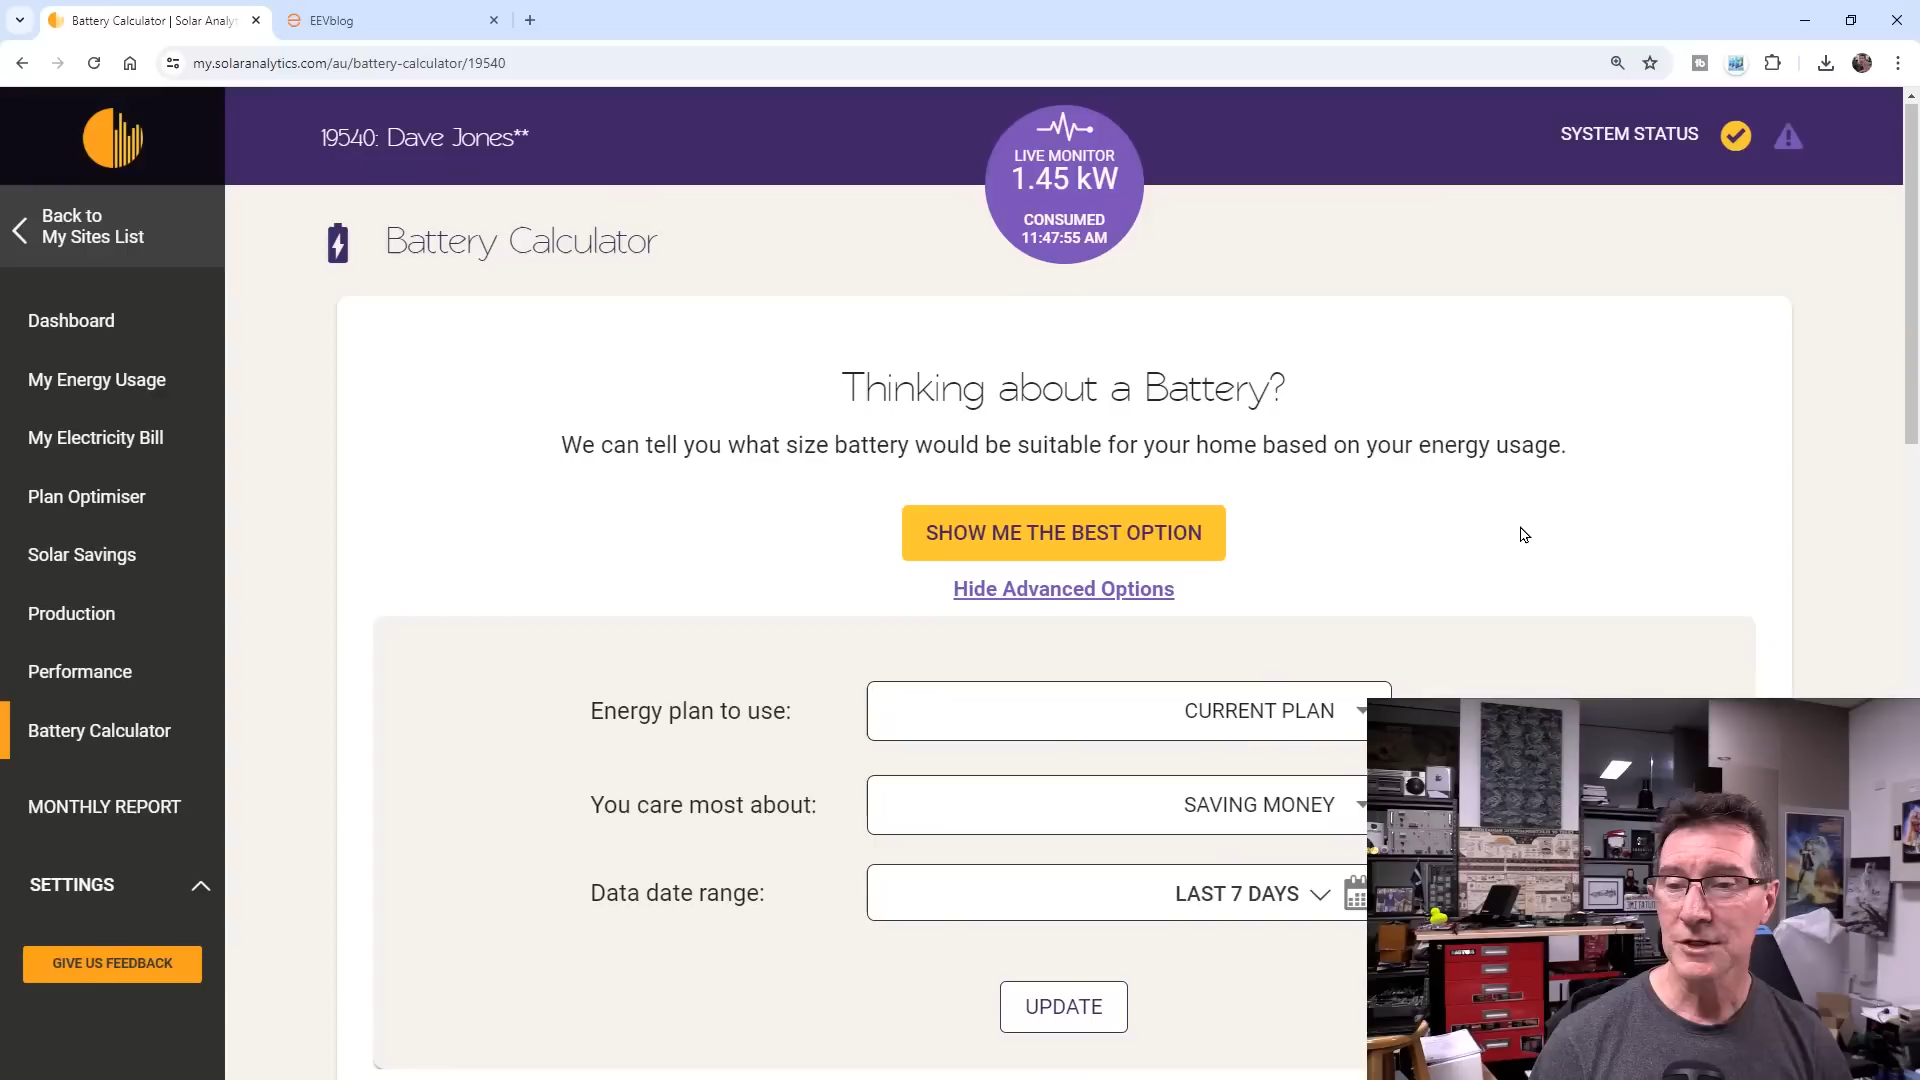 Battery Calculator | Solar Analy
EEVblog
my.solaranalytics.com/au/battery-calculator/19540
19540: Dave Jones**
LIVE MONITOR
1.45 kW
CONSUMED
11:47:55 AM
SYSTEM STATUS
Back to
My Sites List
Battery Calculator
Dashboard
My Energy Usage
My Electricity Bill
Plan Optimiser
Solar Savings
Production
Performance
Battery Calculator
MONTHLY REPORT
SETTINGS
GIVE US FEEDBACK
Thinking about a Battery?
We can tell you what size battery would be suitable for your home based on your energy usage.
SHOW ME THE BEST OPTION
Hide Advanced Options
Energy plan to use:
CURRENT PLAN
You care most about:
SAVING MONEY
Data date range:
LAST 7 DAYS
UPDATE